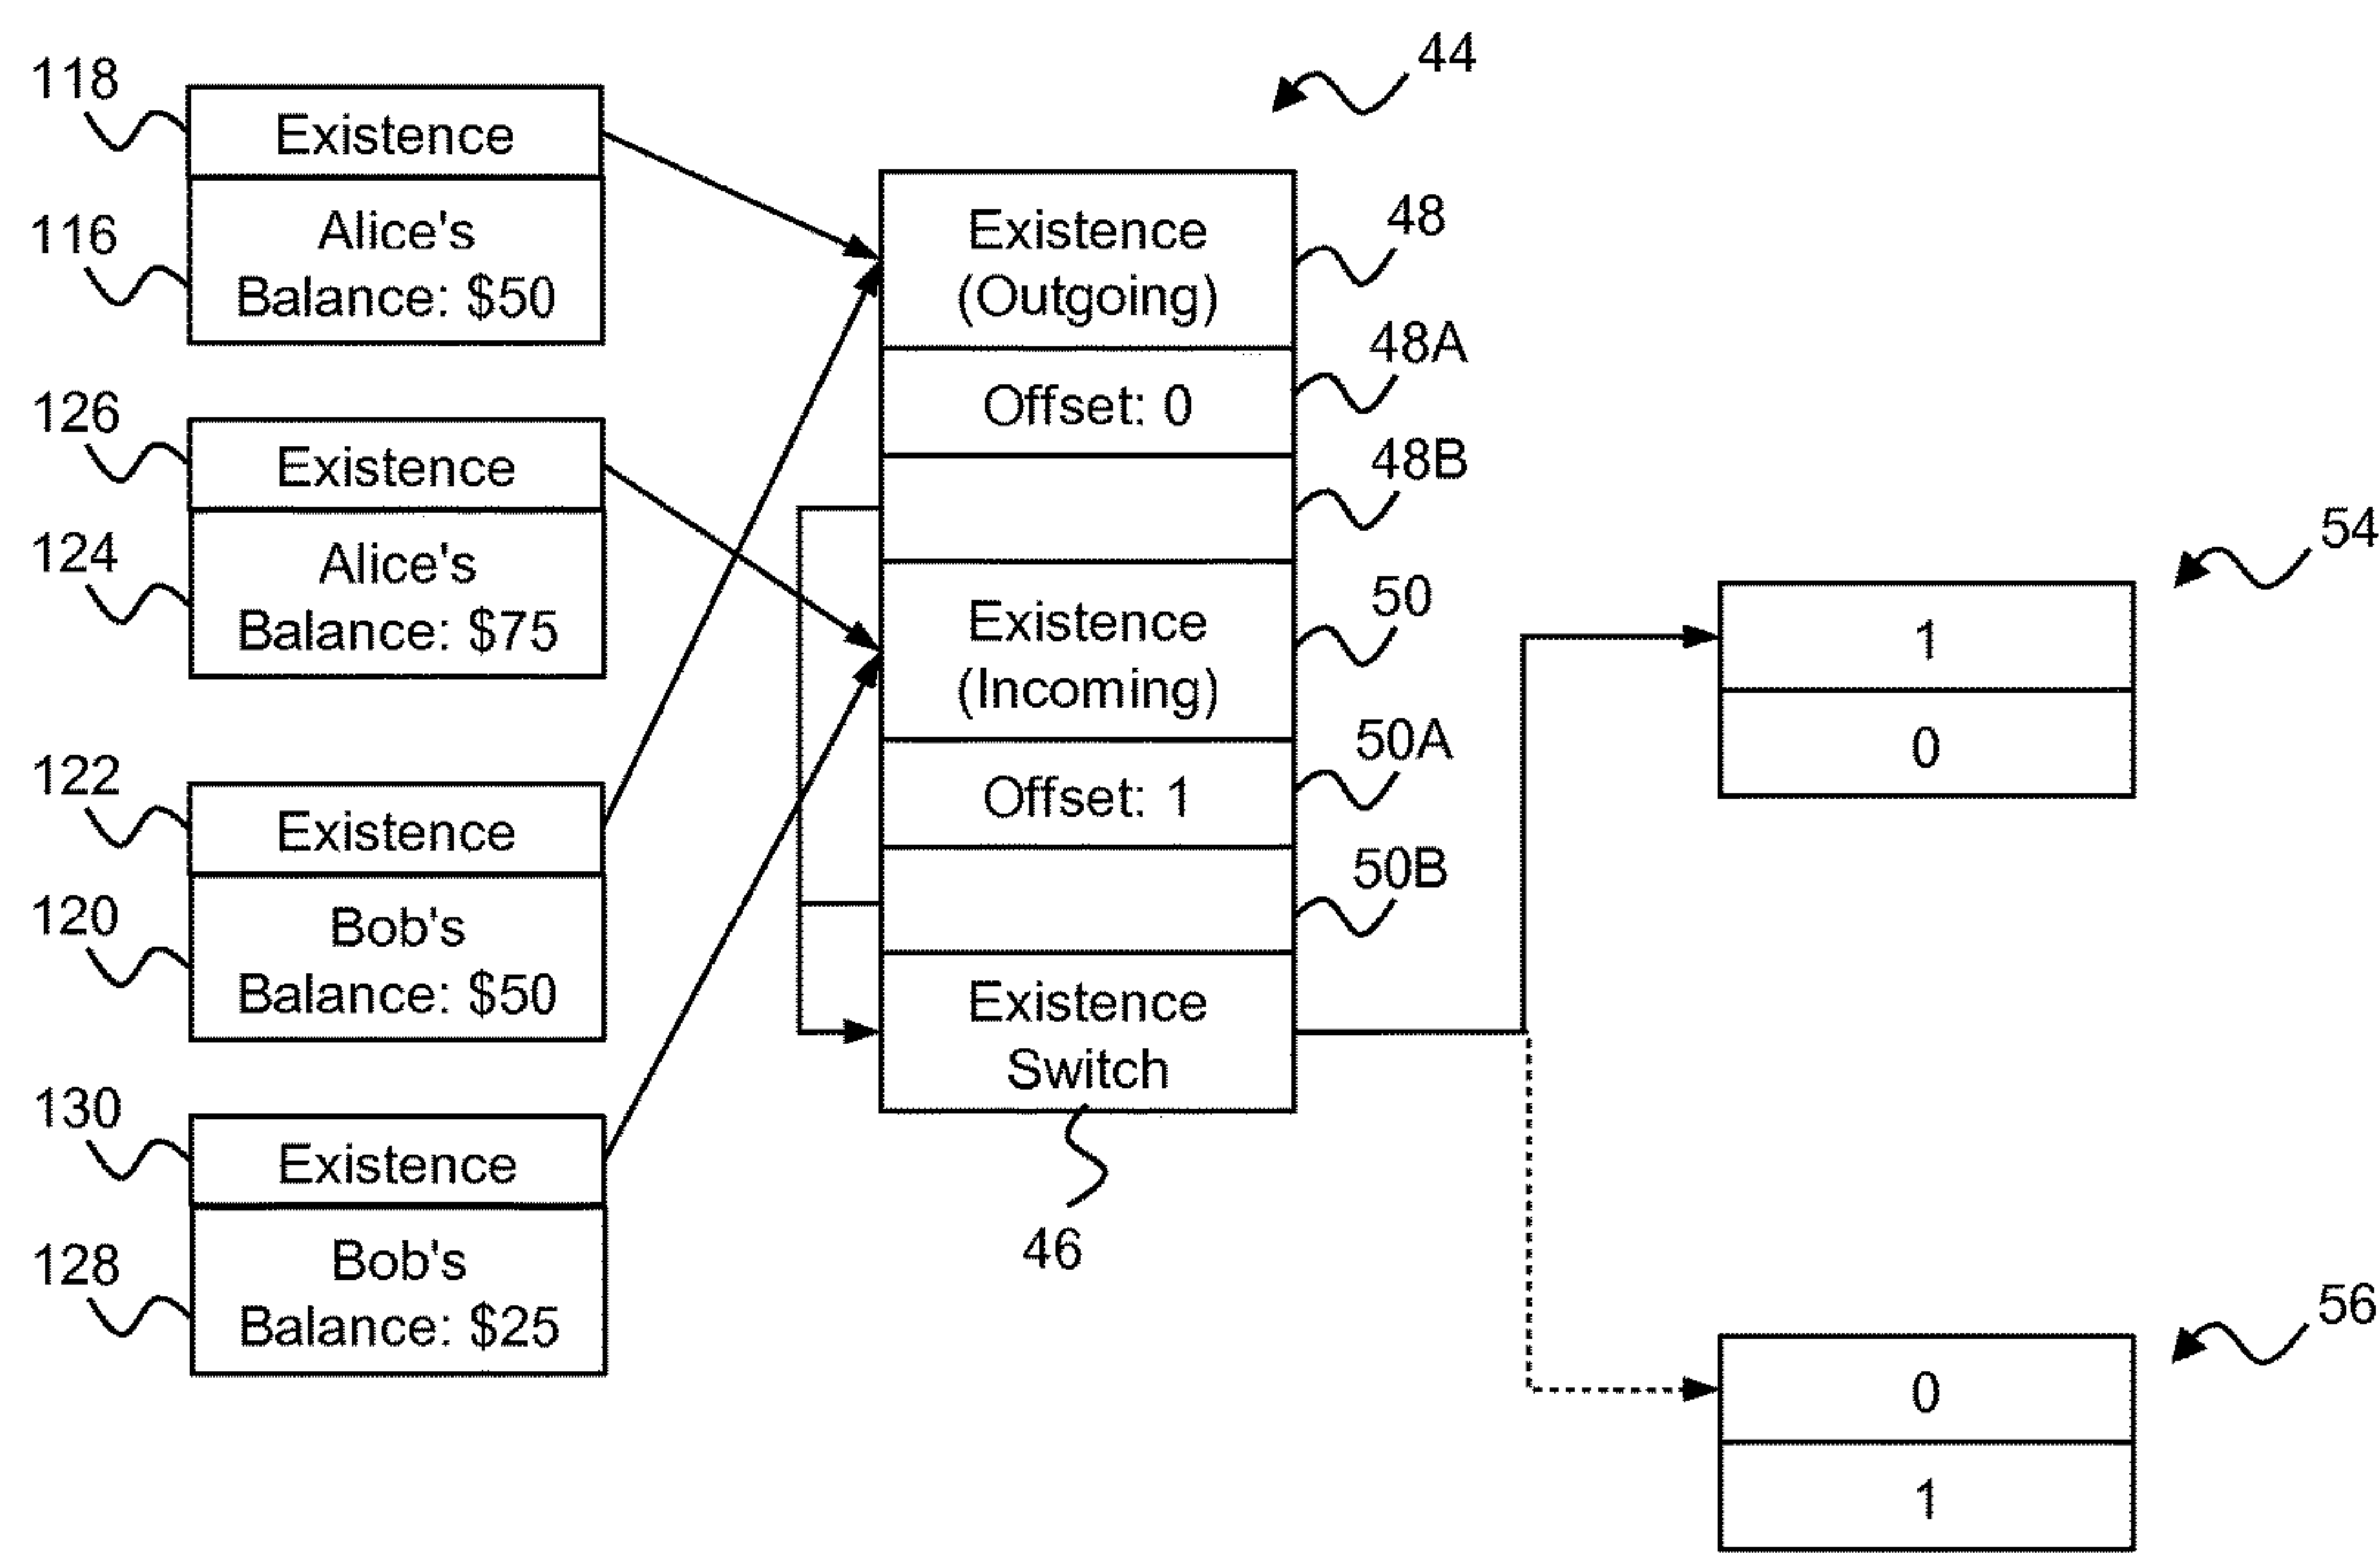 118
Existence
116
Alice's
Balance: $50
126
Existence
124
Alice's
Balance: $75
122
Existence
120
Bob's
Balance: $50
130
Existence
128
Bob's
Balance: $25
44
Existence
(Outgoing)
48
Offset: 0
48A
48B
Existence
(Incoming)
50
Offset: 1
50A
50B
Existence
Switch
46
54
1
0
56
0
1